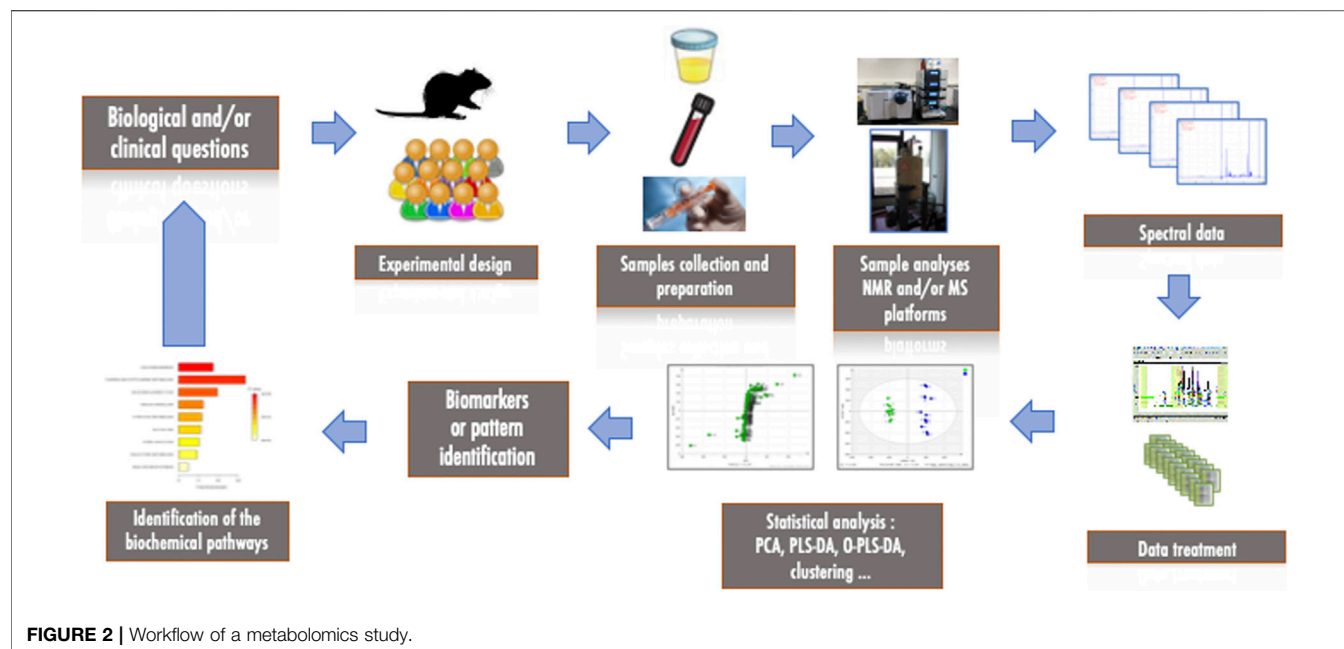 Biological and/or
clinical questions
Experimental design
Samples collection and
preparation
Sample analyses
NMR and/or MS
platforms
Spectral data
Data treatment
Statistical analysis :
PCA, PLS-DA, O-PLS-DA,
clustering ...
Biomarkers
or pattern
identification
Identification of the
biochemical pathways
FIGURE 2 | Workflow of a metabolomics study.